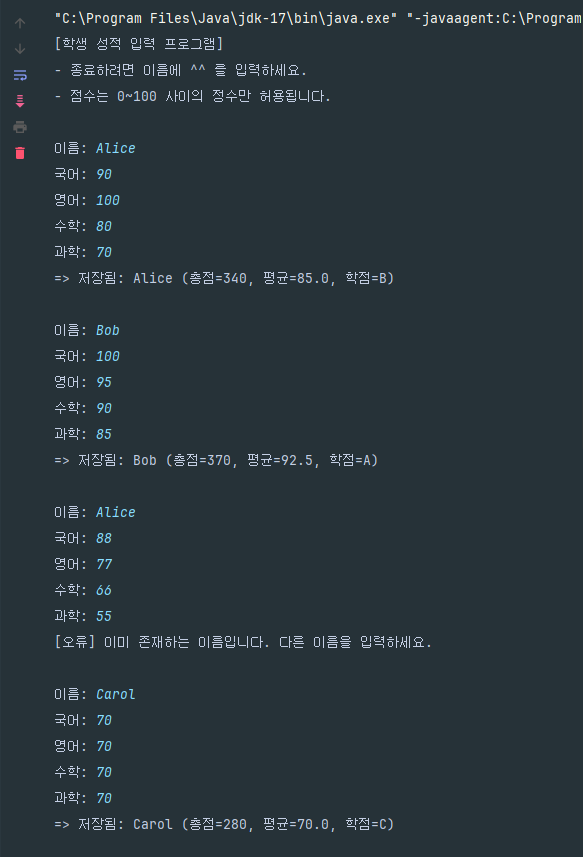 "C:\Program Files\Java\jdk-17\bin\java.exe" "-javaagent:C:\Program
[학생 성적 입력 프로그램]
- 종료하려면 이름에 ^^ 를 입력하세요.
- 점수는 0~100 사이의 정수만 허용됩니다.
이름: Alice
국어: 90
영어: 100
수학: 80
과학: 70
=> 저장됨: Alice (총점=340, 평균=85.0, 학점=B)
이름: Bob
국어: 100
영어: 95
수학: 90
과학: 85
=> 저장됨: Bob (총점=370, 평균=92.5, 학점=A)
이름: Alice
국어: 88
영어: 77
수학: 66
과학: 55
[오류] 이미 존재하는 이름입니다. 다른 이름을 입력하세요.
이름: Carol
국어: 70
영어: 70
수학: 70
과학: 70
=> 저장됨: Carol (총점=280, 평균=70.0, 학점=C)